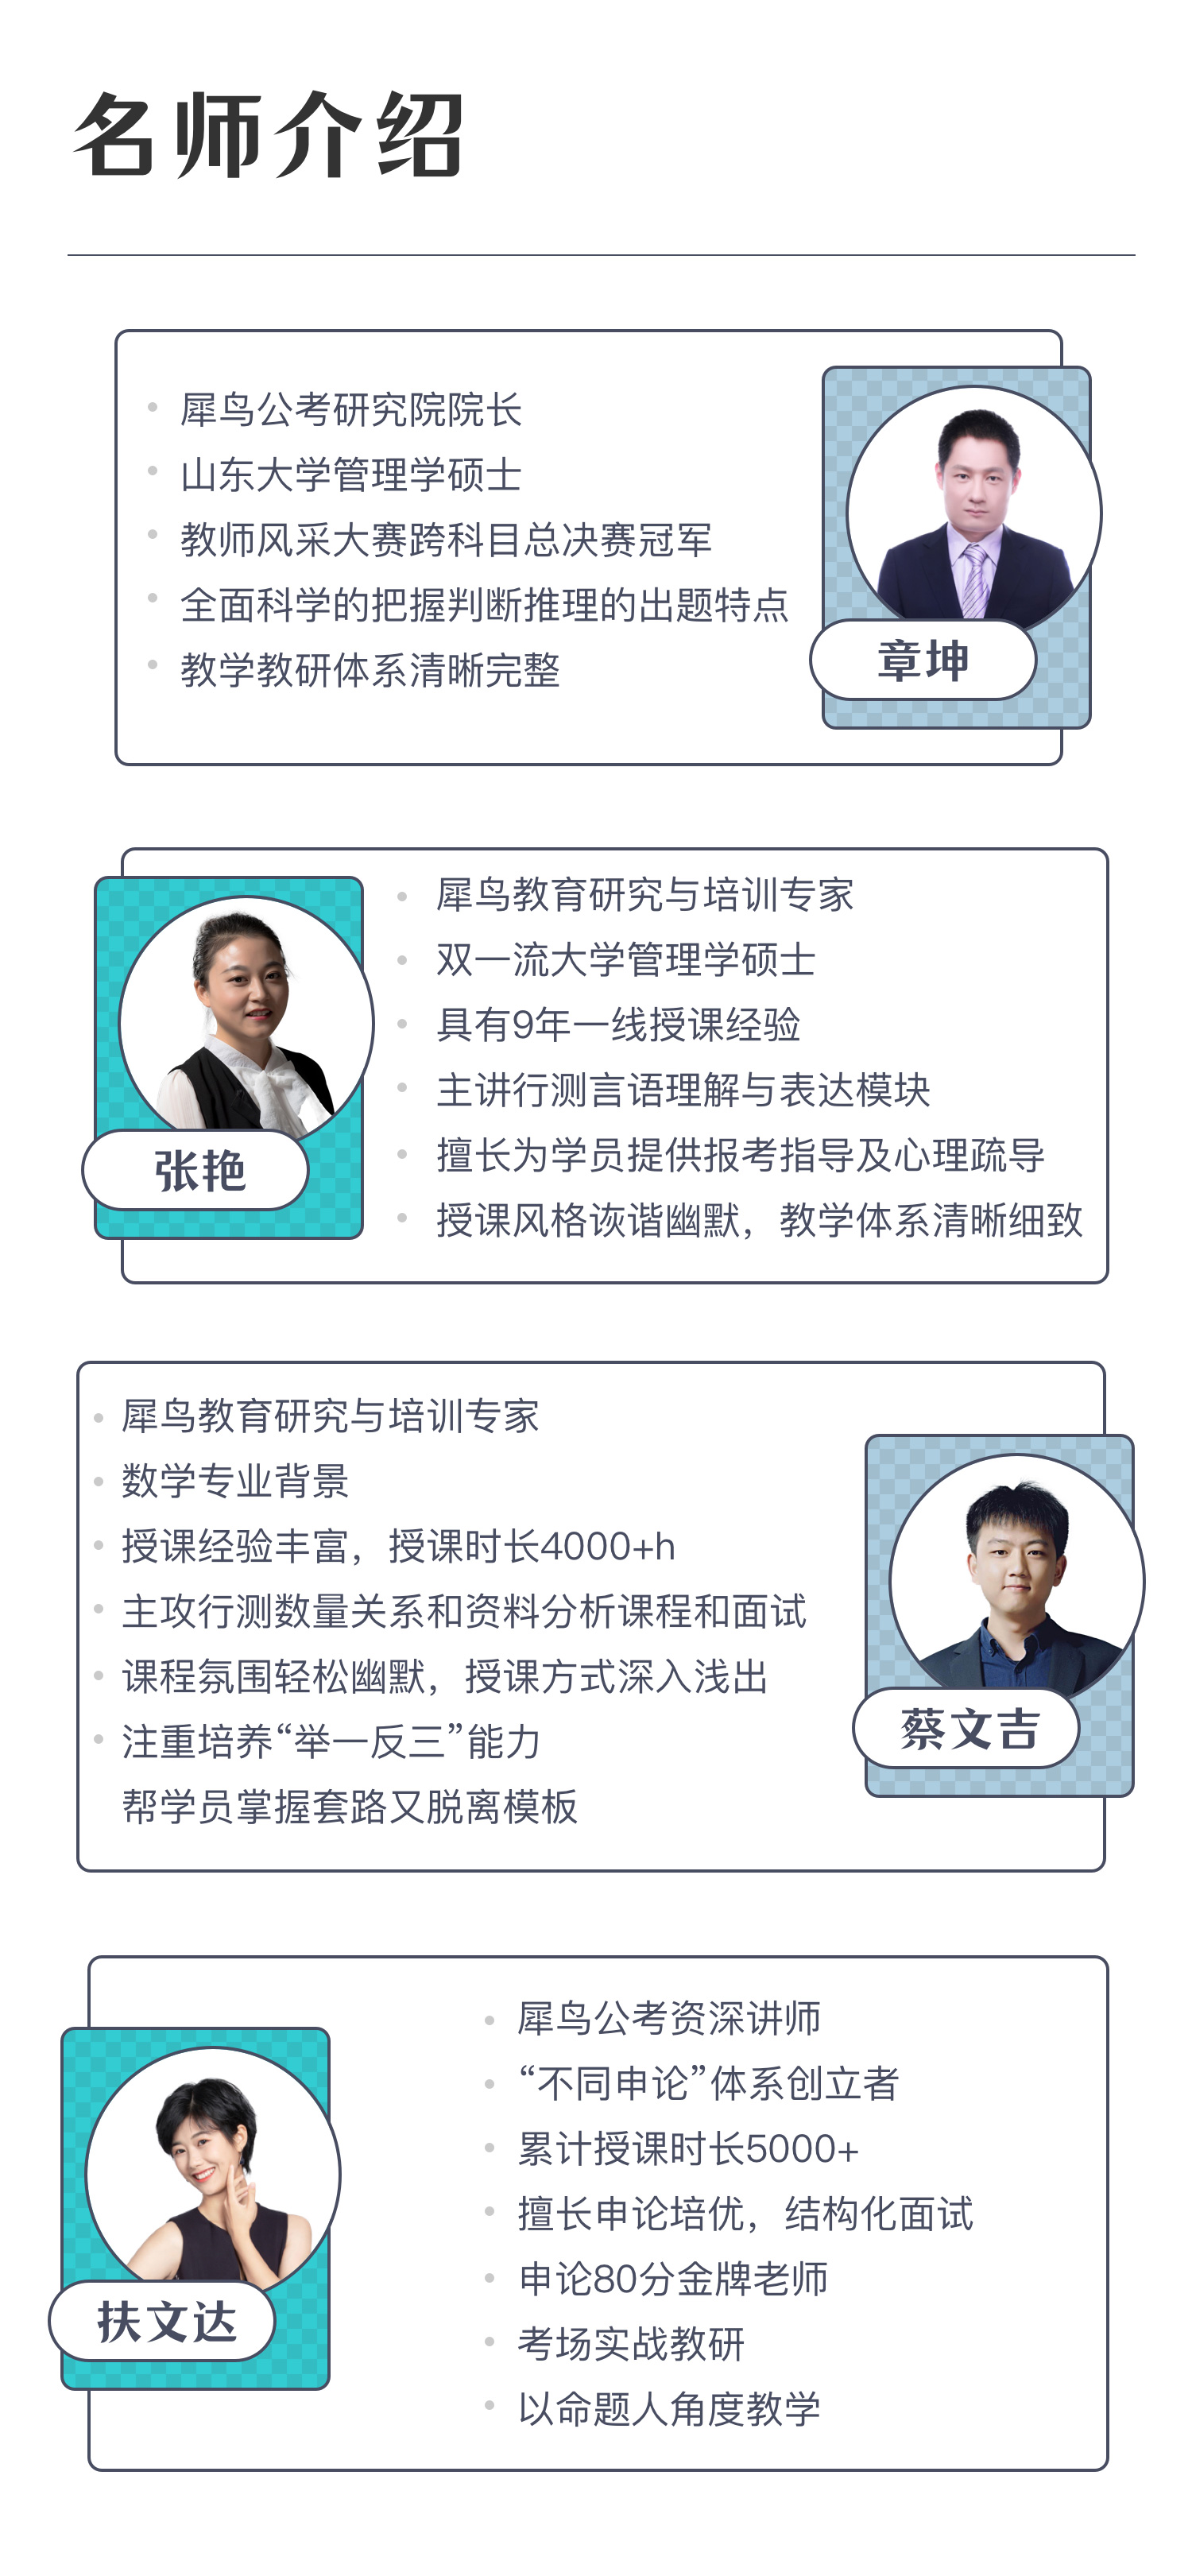 名师介绍
犀鸟公考研究院院长
山东大学管理学硕士
教师风采大赛跨科目总决赛冠军
全面科学的把握判断推理的出题特点
教学教研体系清晰完整
章坤
犀鸟教育研究与培训专家
双一流大学管理学硕士
具有9年一线授课经验
主讲行测言语理解与表达模块
擅长为学员提供报考指导及心理疏导
授课风格诙谐幽默，教学体系清晰细致
张艳
犀鸟教育研究与培训专家
数学专业背景
授课经验丰富，授课时长4000+h
主攻行测数量关系和资料分析课程和面试
课程氛围轻松幽默，授课方式深入浅出
注重培养“举一反三”能力
帮学员掌握套路又脱离模板
蔡文吉
犀鸟公考资深讲师
“不同申论”体系创立者
累计授课时长5000+
擅长申论培优，结构化面试
申论80分金牌老师
考场实战教研
以命题人角度教学
扶文达